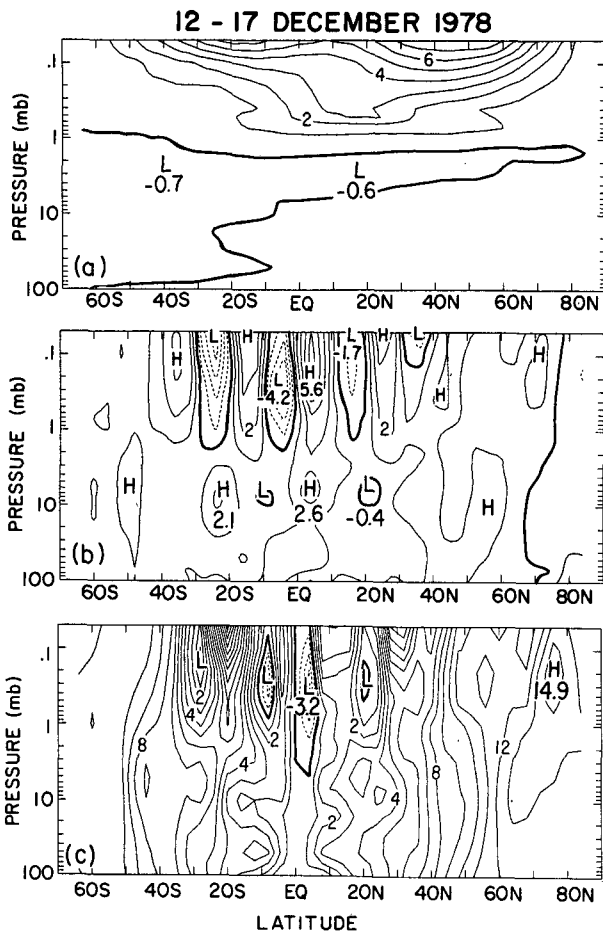 12 - 17 DECEMBER 1978
PRESSURE (mb)
.1
1
10
100
6
4
2
L
-0.7
L
-0.6
(a)
60S 40S 20S EQ 20N 40N 60N 80N
PRESSURE (mb)
.1
1
10
100
H
L
H
L
-4.2
H
5.6
L
-1.7
H
L
H
H
2
2
H
H
2.1
L
H
2.6
L
-0.4
H
(b)
60S 40S 20S EQ 20N 40N 60N 80N
PRESSURE (mb)
.1
1
10
100
L
2
4
L
2
L
-3.2
L
2
H
14.9
8
4
2
4
8
12
(c)
60S 40S 20S EQ 20N 40N 60N 80N
LATITUDE